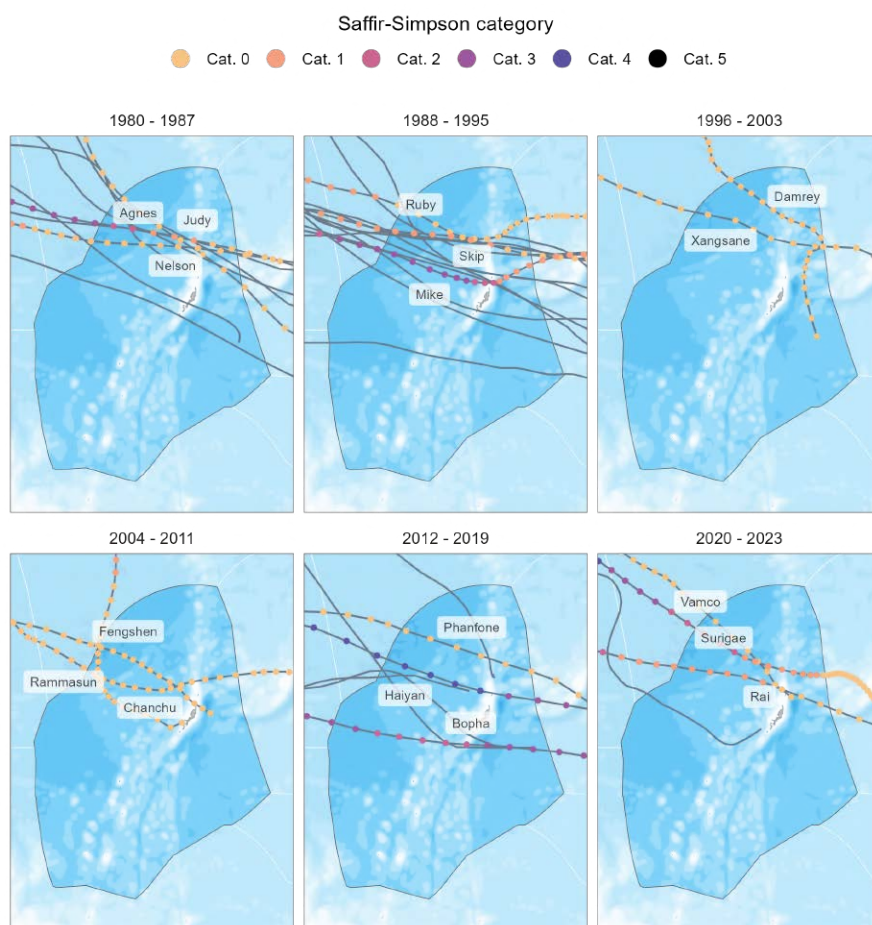 Saffir-Simpson category
Cat. 0 Cat. 1 Cat. 2 Cat. 3 Cat. 4 Cat. 5
1980 - 1987 1988 - 1995 1996 - 2003
Agnes
Judy
Nelson
Ruby
Skip
Mike
Damrey
Xangsane
2004 - 2011 2012 - 2019 2020 - 2023
Fengshen
Rammasun
Chanchu
Phanfone
Haiyan
Bopha
Vamco
Surigae
Rai